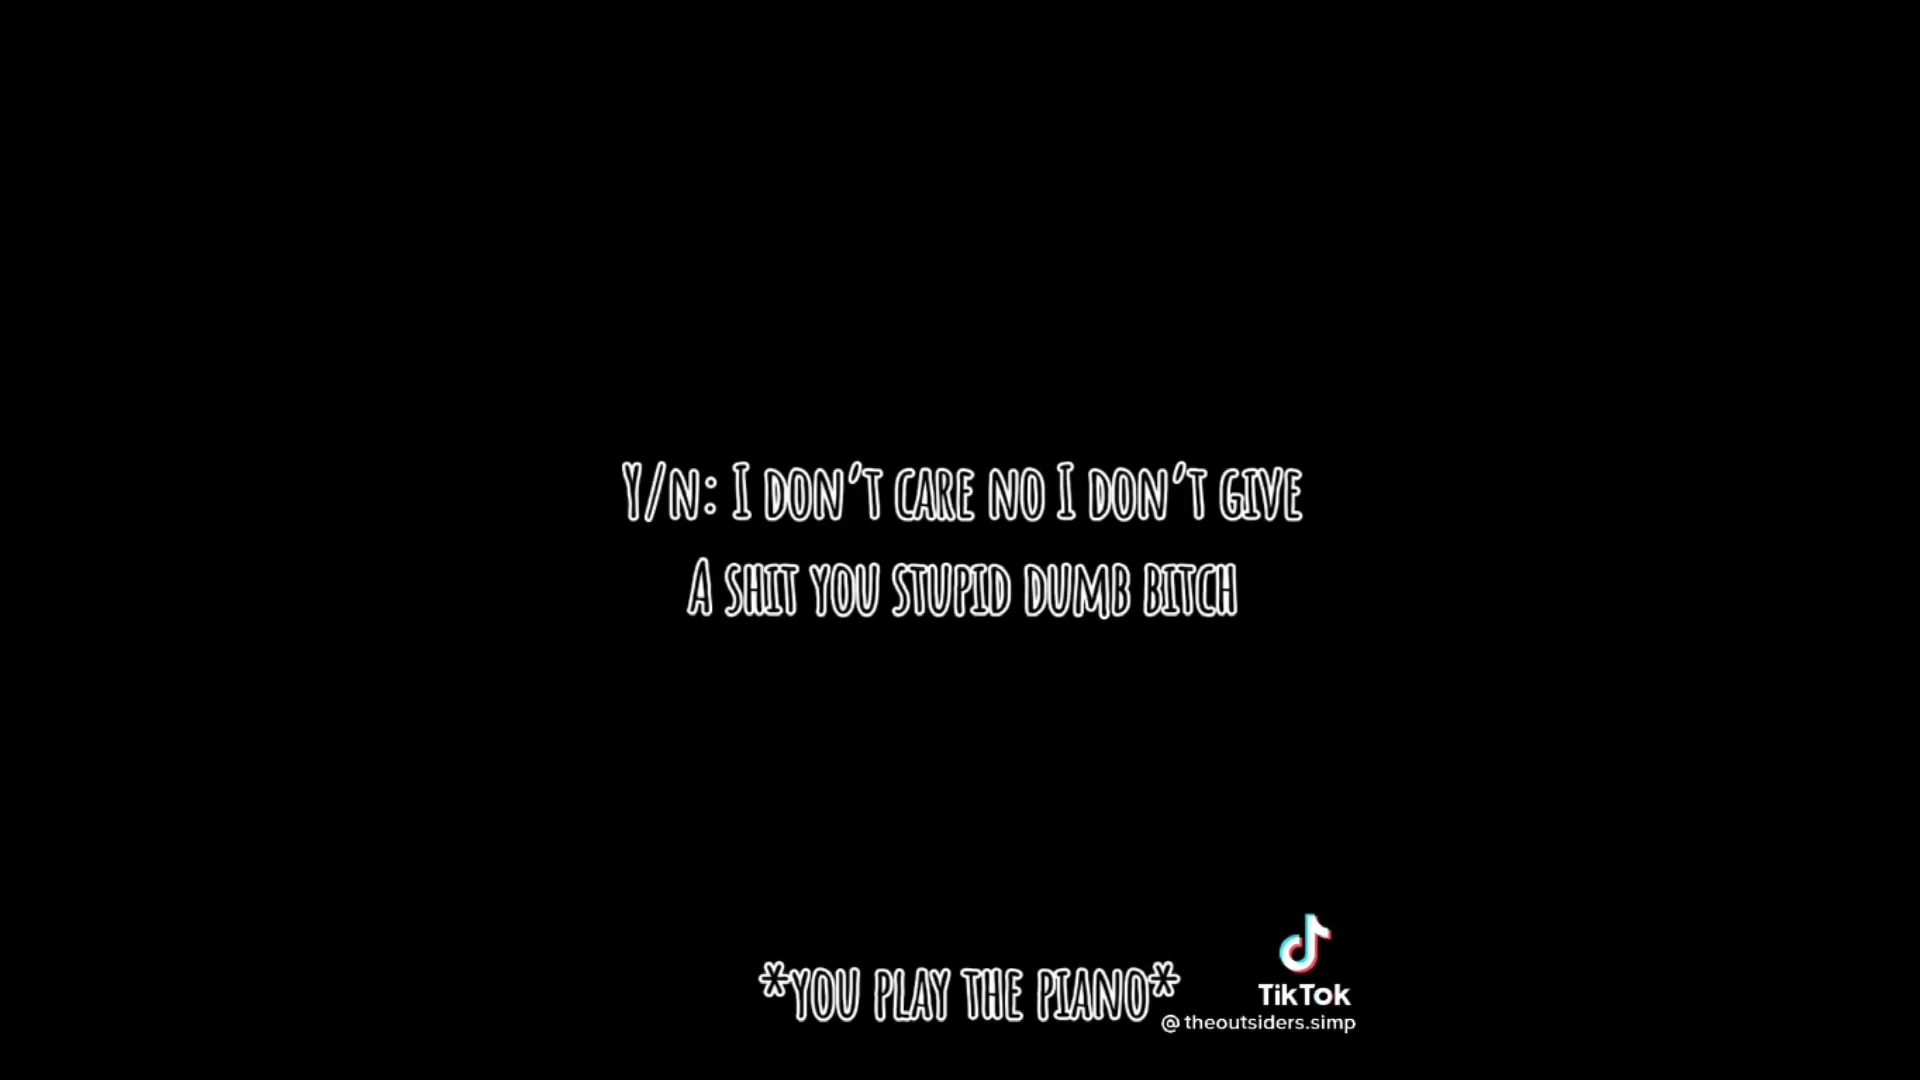 Y/N: I DON'T CARE NO I DON'T GIVE
A SHIT YOU STUPID DUMB BITCH
*YOU PLAY THE PIANO*
TikTok
@theoutsiders.simp